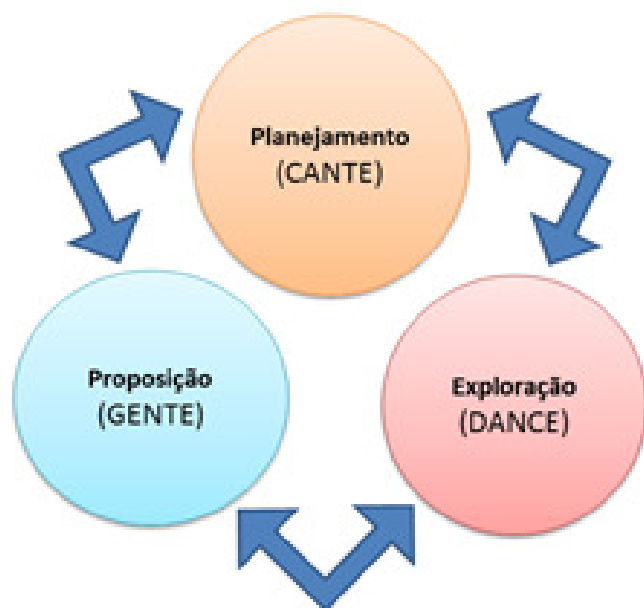 Planejamento
(CANTE)
Proposição
(GENTE)
Exploração
(DANCE)